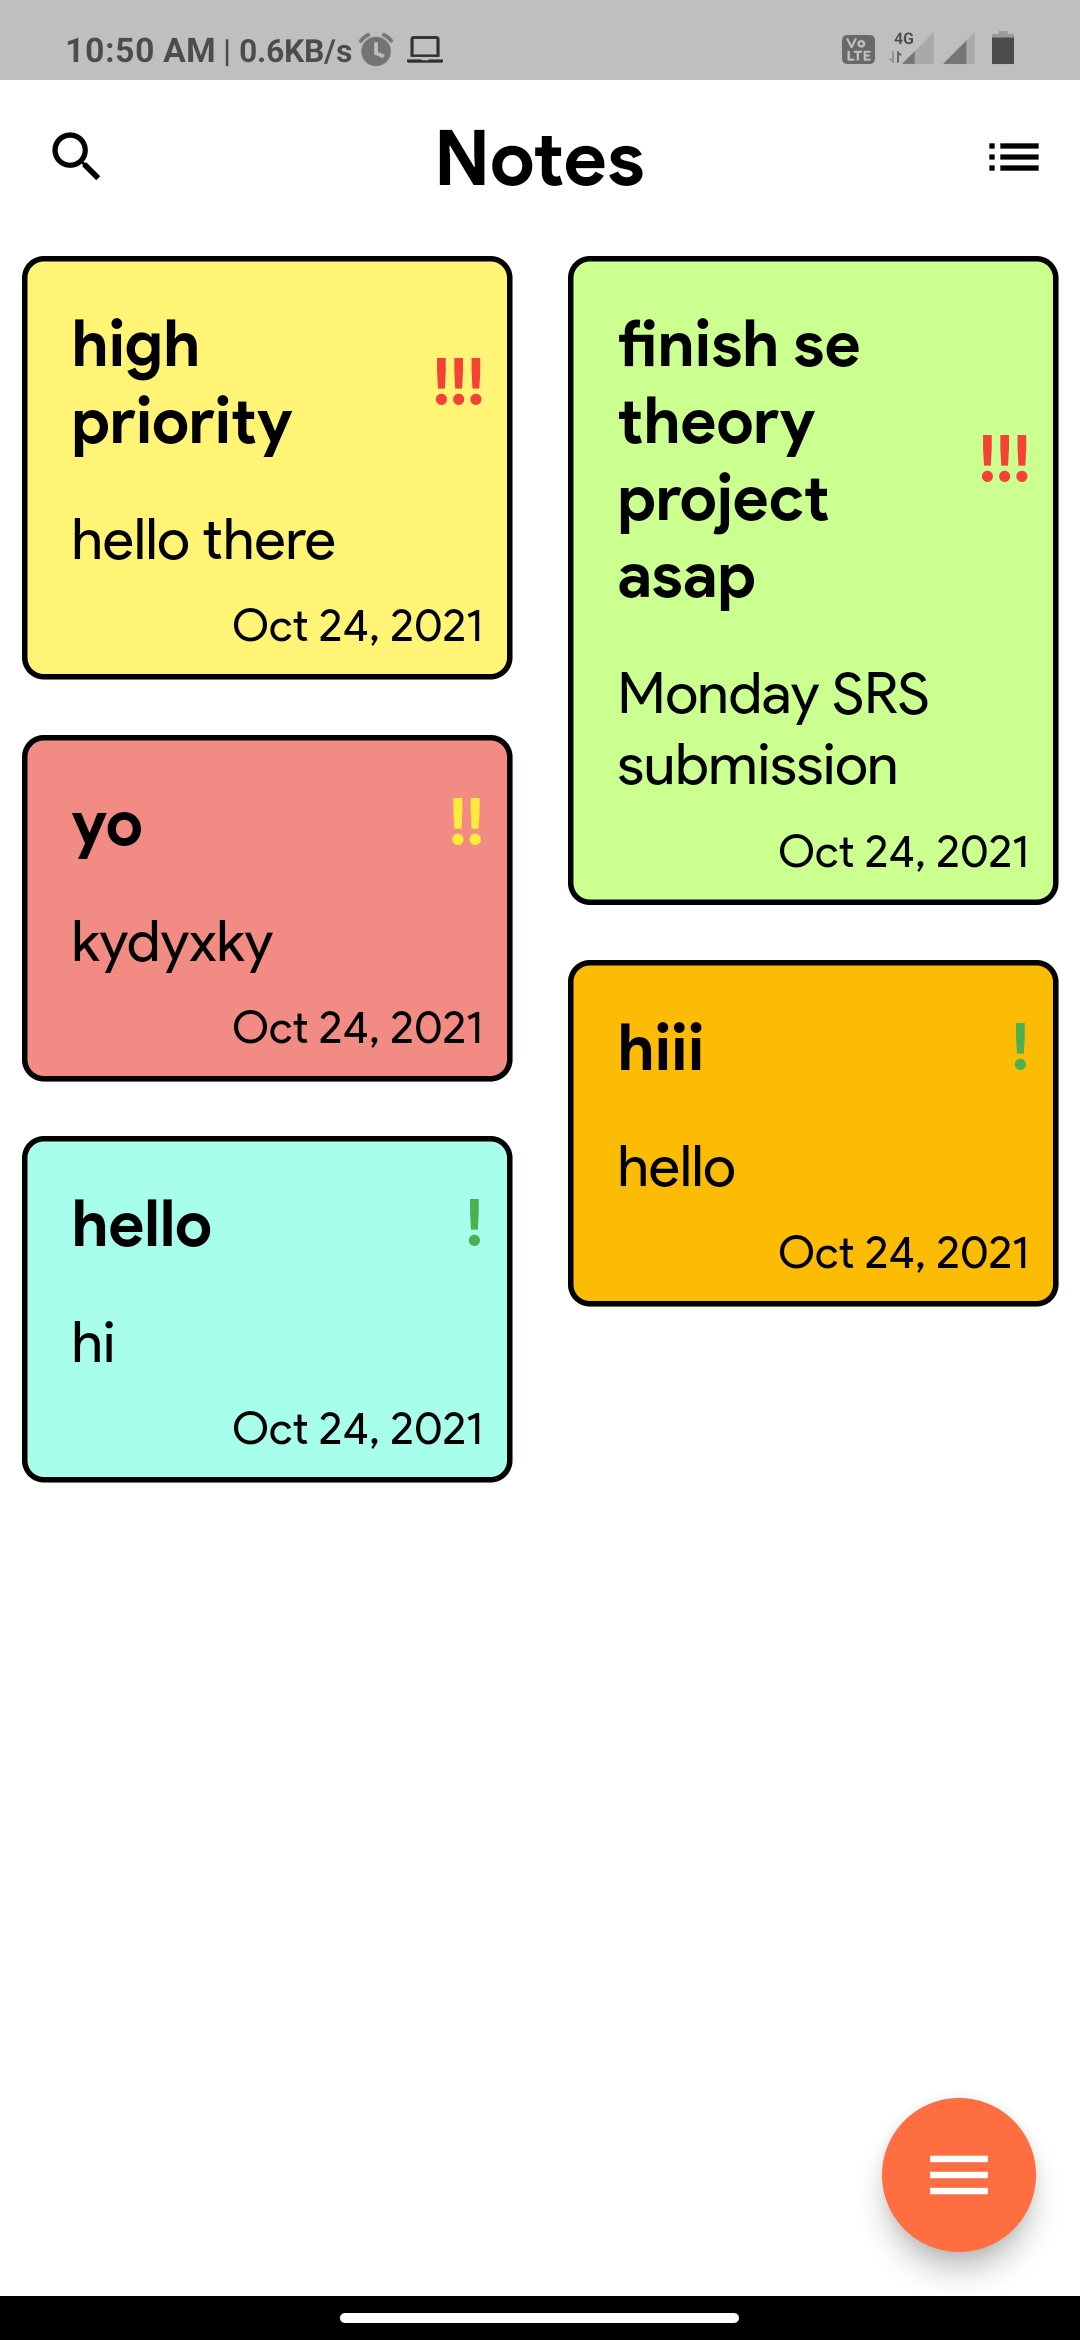 10:50 AM | 0.6KB/s
Vo LTE 4G
Notes
high
priority
!!!
hello there
Oct 24, 2021
finish se
theory
project
asap
!!!
Monday SRS
submission
Oct 24, 2021
yo !!
kydyxky
Oct 24, 2021
hiii !
hello
Oct 24, 2021
hello !
hi
Oct 24, 2021